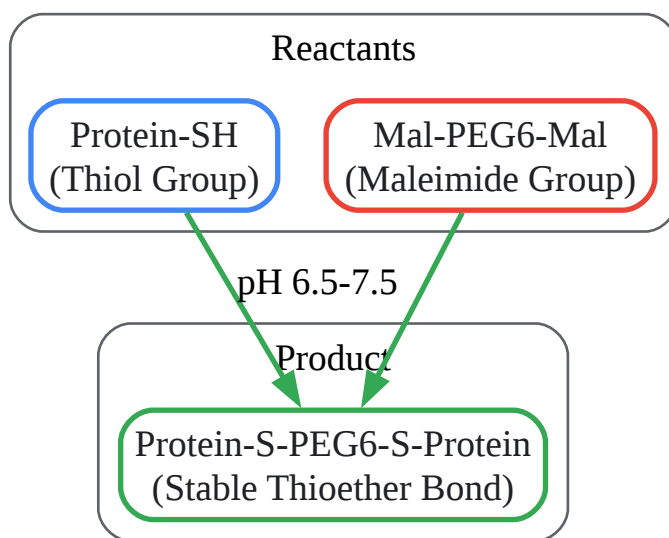 Reactants
Protein-SH
(Thiol Group)
Mal-PEG6-Mal
(Maleimide Group)
pH 6.5-7.5
Product
Protein-S-PEG6-S-Protein
(Stable Thioether Bond)